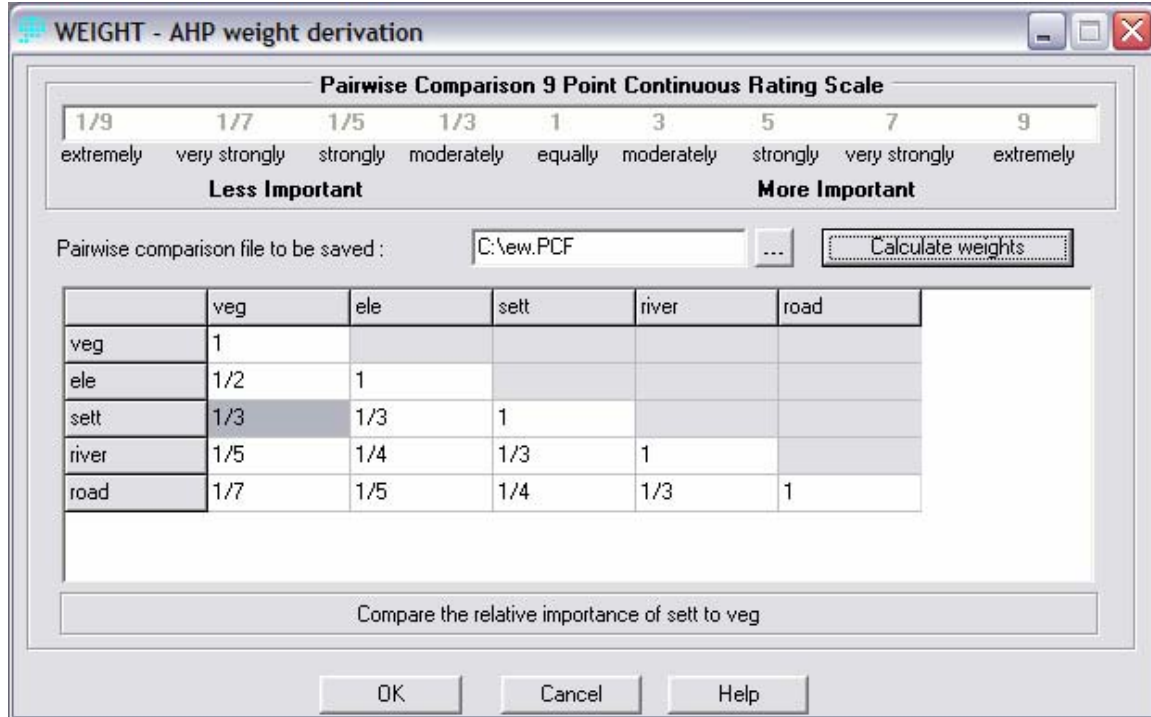 WEIGHT - AHP weight derivation
Pairwise Comparison 9 Point Continuous Rating Scale
1/9 1/7 1/5 1/3 1 3 5 7 9
extremely very strongly strongly moderately equally moderately strongly very strongly extremely
Less Important More Important
Pairwise comparison file to be saved : C:\ew.PCF ... Calculate weights
veg ele sett river road
veg 1
ele 1/2 1
sett 1/3 1/3 1
river 1/5 1/4 1/3 1
road 1/7 1/5 1/4 1/3 1
Compare the relative importance of sett to veg
OK Cancel Help